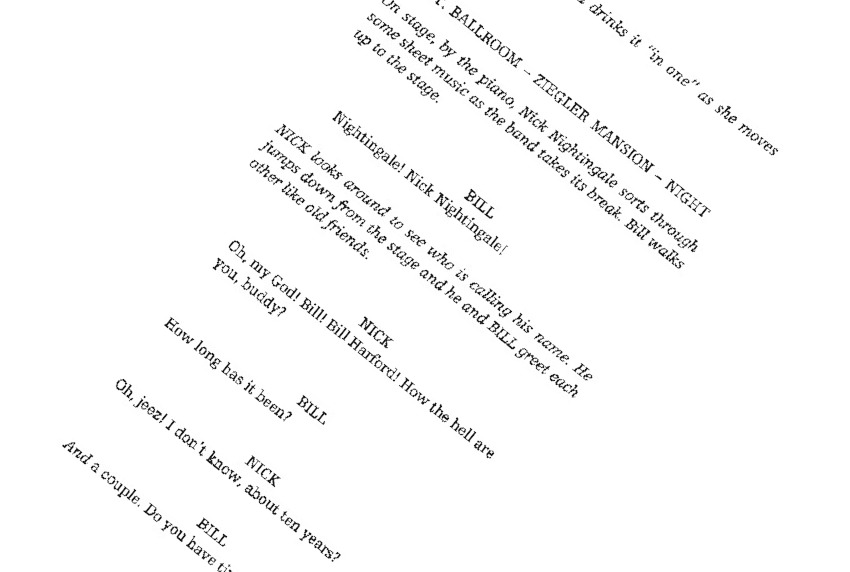 drinks it "in one" as she moves
BALLROOM – ZIEGLER MANSION – NIGHT
On stage, by the piano, Nick Nightingale sorts through
some sheet music as the band takes its break. Bill walks
up to the stage.
BILL
Nightingale! Nick Nightingale!
NICK looks around to see who is calling his name. He
jumps down from the stage and he and BILL greet each
other like old friends.
NICK
Oh, my God! Bill! Bill Harford! How the hell are
you, buddy?
BILL
How long has it been?
NICK
Oh, jeez! I don't know, about ten years?
BILL
And a couple. Do you have